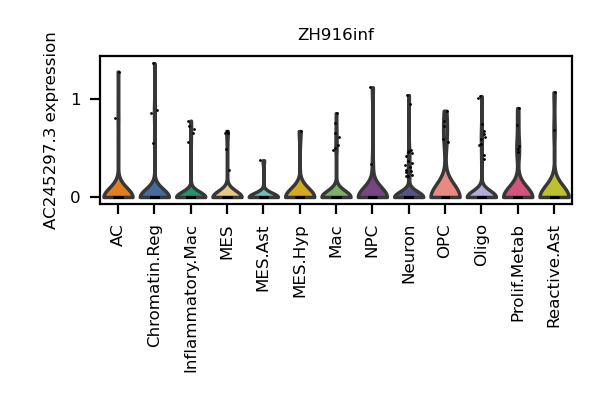 ZH916inf
AC245297.3 expression
1
0
AC
Chromatin.Reg
Inflammatory.Mac
MES
MES.Ast
MES.Hyp
Mac
NPC
Neuron
OPC
Oligo
Prolif.Metab
Reactive.Ast